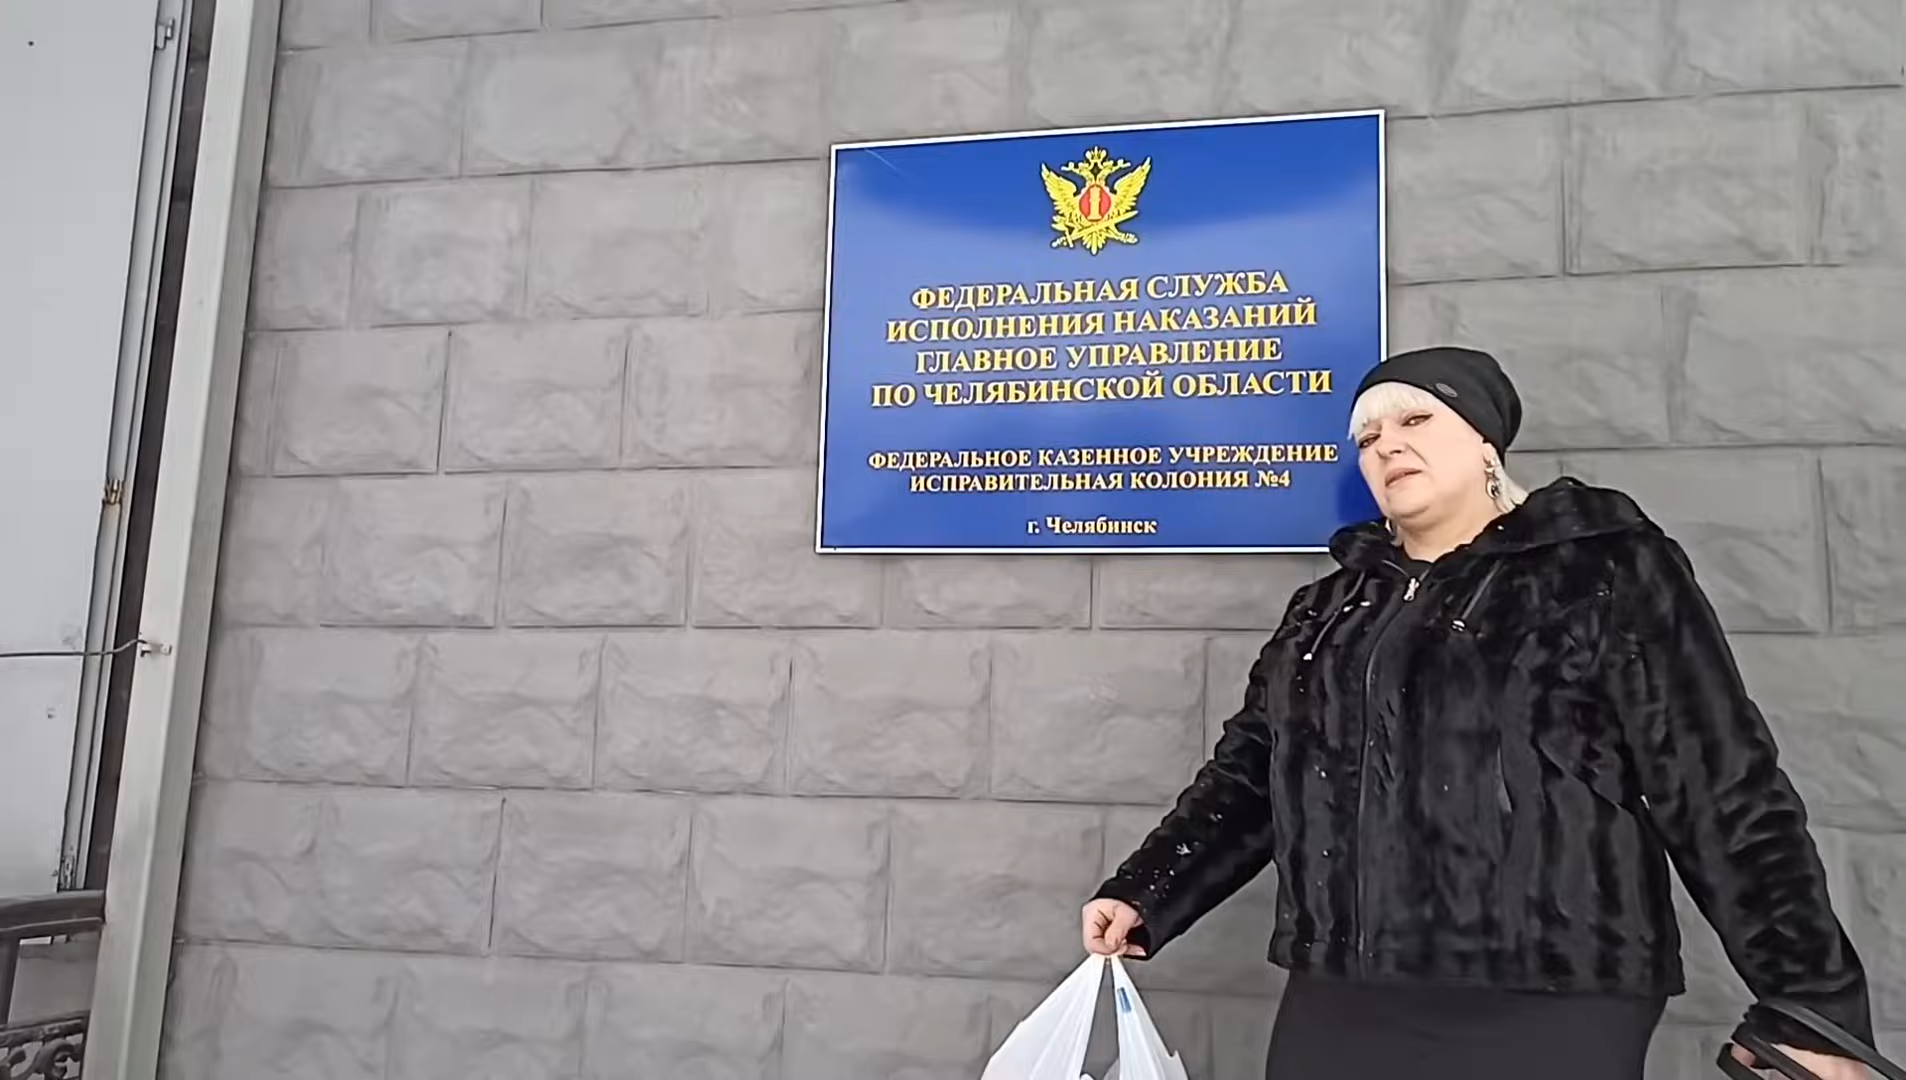 ФЕДЕРАЛЬНАЯ СЛУЖБА
ИСПОЛНЕНИЯ НАКАЗАНИЙ
ГЛАВНОЕ УПРАВЛЕНИЕ
ПО ЧЕЛЯБИНСКОЙ ОБЛАСТИ
ФЕДЕРАЛЬНОЕ КАЗЕННОЕ УЧРЕЖДЕНИЕ
ИСПРАВИТЕЛЬНАЯ КОЛОНИЯ №4
г. Челябинск